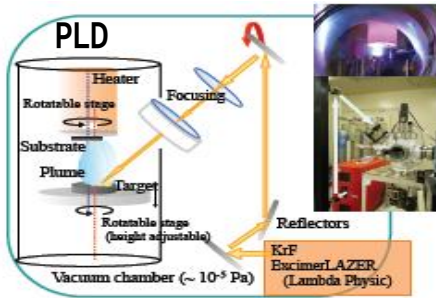 PLD
Heater
Rotatable stage
Focusing
Substrate
Plume
Target
Rotatable stage
(height adjustable)
Reflectors
KrF
ExcimerLAZER
(Lambda Physic)
Vacuum chamber (~ 10⁻⁵ Pa)